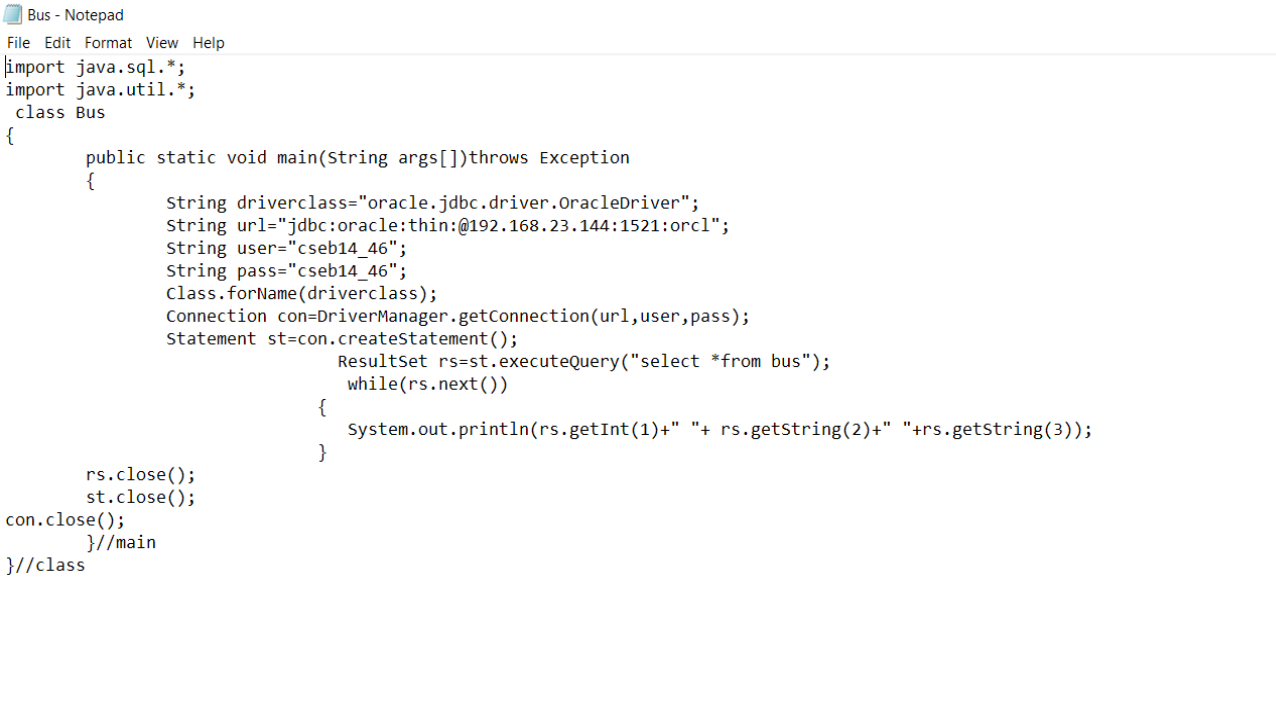 Bus - Notepad
File Edit Format View Help
import java.sql.*;
import java.util.*;
 class Bus
{
        public static void main(String args[])throws Exception
        {
                String driverclass="oracle.jdbc.driver.OracleDriver";
                String url="jdbc:oracle:thin:@192.168.23.144:1521:orcl";
                String user="cseb14_46";
                String pass="cseb14_46";
                Class.forName(driverclass);
                Connection con=DriverManager.getConnection(url,user,pass);
                Statement st=con.createStatement();
                                 ResultSet rs=st.executeQuery("select *from bus");
                                  while(rs.next())
                               {
                                  System.out.println(rs.getInt(1)+" "+ rs.getString(2)+" "+rs.getString(3));
                               }
        rs.close();
        st.close();
con.close();
        }//main
}//class